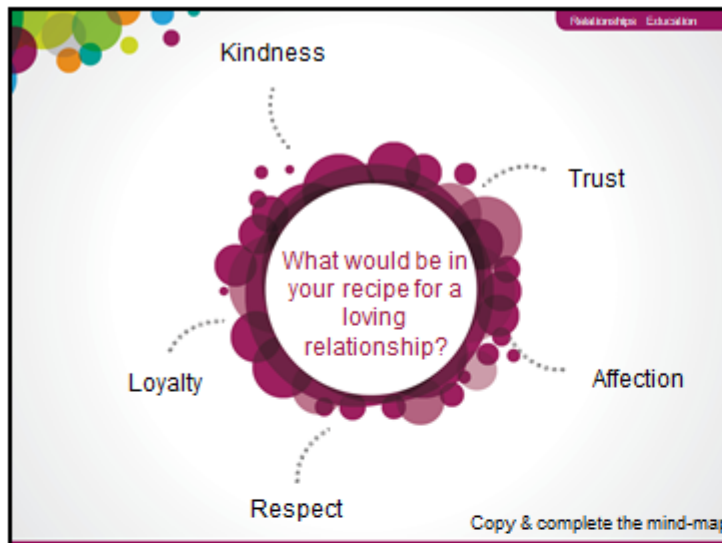 Relationships Education
Kindness
Trust
What would be in
your recipe for a
loving
relationship?
Loyalty
Affection
Respect
Copy & complete the mind-map